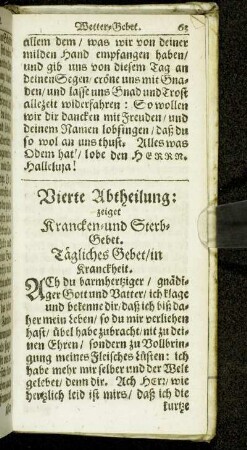 Wetter-Gebet. 63
allem dem / was wir von deiner
milden Hand empfangen haben/
und gib uns von diesem Tag an
deinen Segen/ cröne uns mit Gna-
den/ und lasse uns Gnad und Trost
allezeit widerfahren : So wollen
wir dir dancken mit Freuden / und
deinem Namen lobsingen/ daß du
so wol an uns thust. Alles was
Odem hat/ lobe den HERRN.
Halleluja!
Vierte Abtheilung:
zeiget
Krancken-und Sterb-
Gebet.
Tägliches Gebet/in
Kranckheit.
ACh du barmhertziger / gnädi-
ger Gott und Vatter/ ich klage
und bekenne dir/daß ich biß da-
her mein Leben/ so du mir verliehen
hast/ übel habe zubracht/ nit zu dei-
nen Ehren/ sondern zu Vollbrin-
gung meines Fleisches Lüsten: ich
habe mehr mir selber und der Welt
gelebet/ denn dir. Ach HErr/ wie
hertzlich leid ist mirs/ daß ich die
kurtze